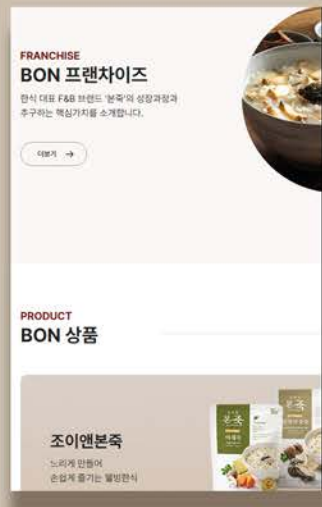 FRANCHISE
BON 프랜차이즈
한식 대표 F&B 브랜드 '본죽'의 성장과정과
추구하는 핵심가치를 소개합니다.
더보기 →
PRODUCT
BON 상품
조이앤본죽
느리게 만들어
손쉽게 즐기는 웰빙한식
본죽